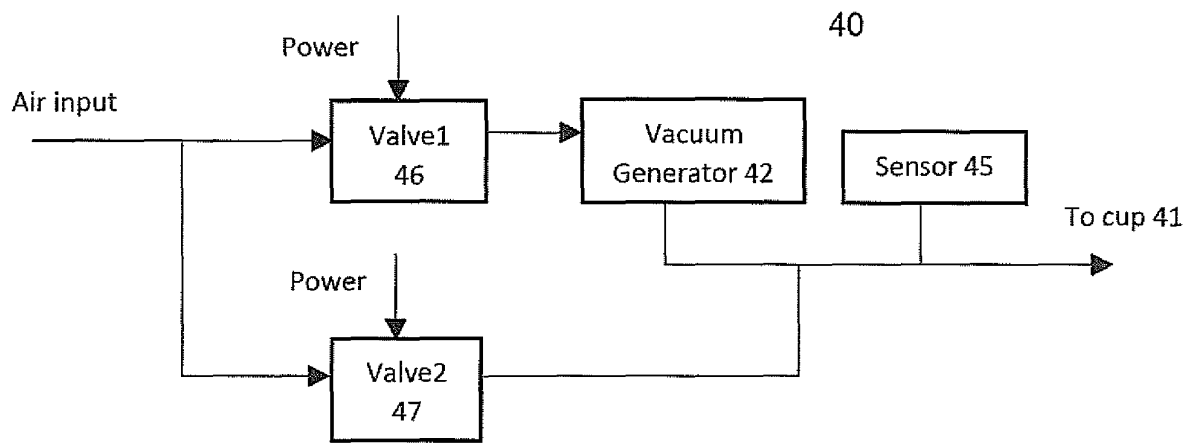 40
Power
Air input
Valve1
46
Vacuum
Generator 42
Sensor 45
To cup 41
Power
Valve2
47